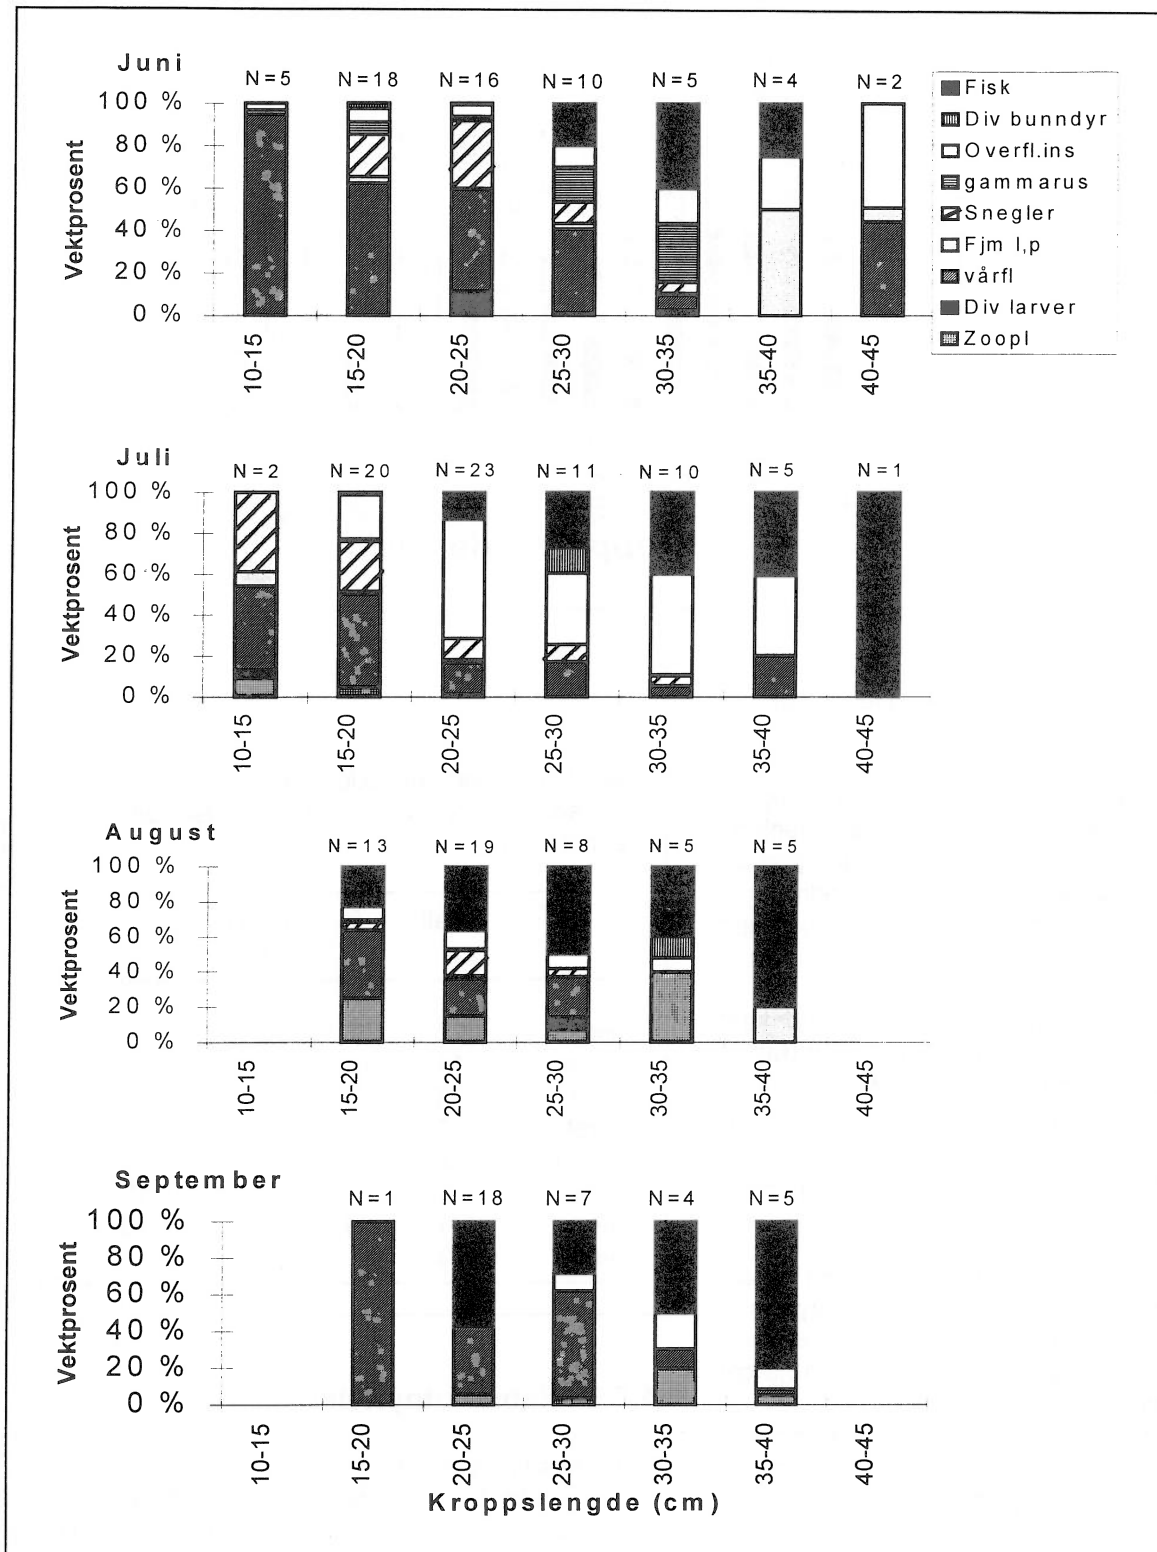 Juni
N=5 N=18 N=16 N=10 N=5 N=4 N=2
100 %
80 %
60 %
40 %
20 %
0 %
Vektprosent
10-15 15-20 20-25 25-30 30-35 35-40 40-45
Fisk
Div bunndyr
Overfl.ins
gammarus
Snegler
Fjm l,p
vårfl
Div larver
Zoopl
Juli
N=2 N=20 N=23 N=11 N=10 N=5 N=1
100 %
80 %
60 %
40 %
20 %
0 %
Vektprosent
10-15 15-20 20-25 25-30 30-35 35-40 40-45
August
N=13 N=19 N=8 N=5 N=5
100 %
80 %
60 %
40 %
20 %
0 %
Vektprosent
10-15 15-20 20-25 25-30 30-35 35-40 40-45
September
N=1 N=18 N=7 N=4 N=5
100 %
80 %
60 %
40 %
20 %
0 %
Vektprosent
10-15 15-20 20-25 25-30 30-35 35-40 40-45
Kroppslengde (cm)